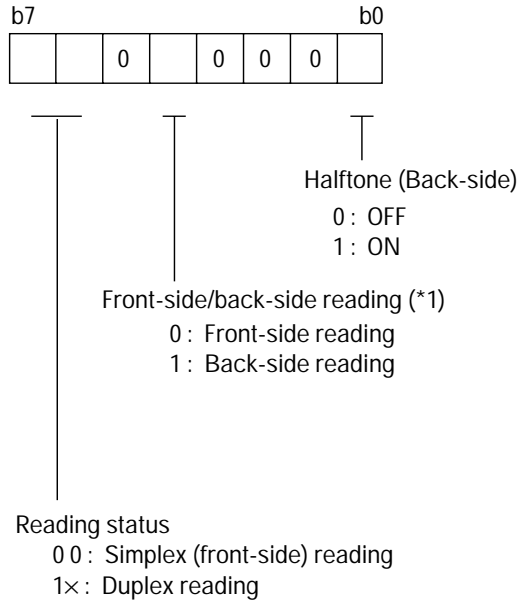 b7 b0
0 0 0 0
Halftone (Back-side)
0 : OFF
1 : ON
Front-side/back-side reading (*1)
0 : Front-side reading
1 : Back-side reading
Reading status
0 0 : Simplex (front-side) reading
1× : Duplex reading